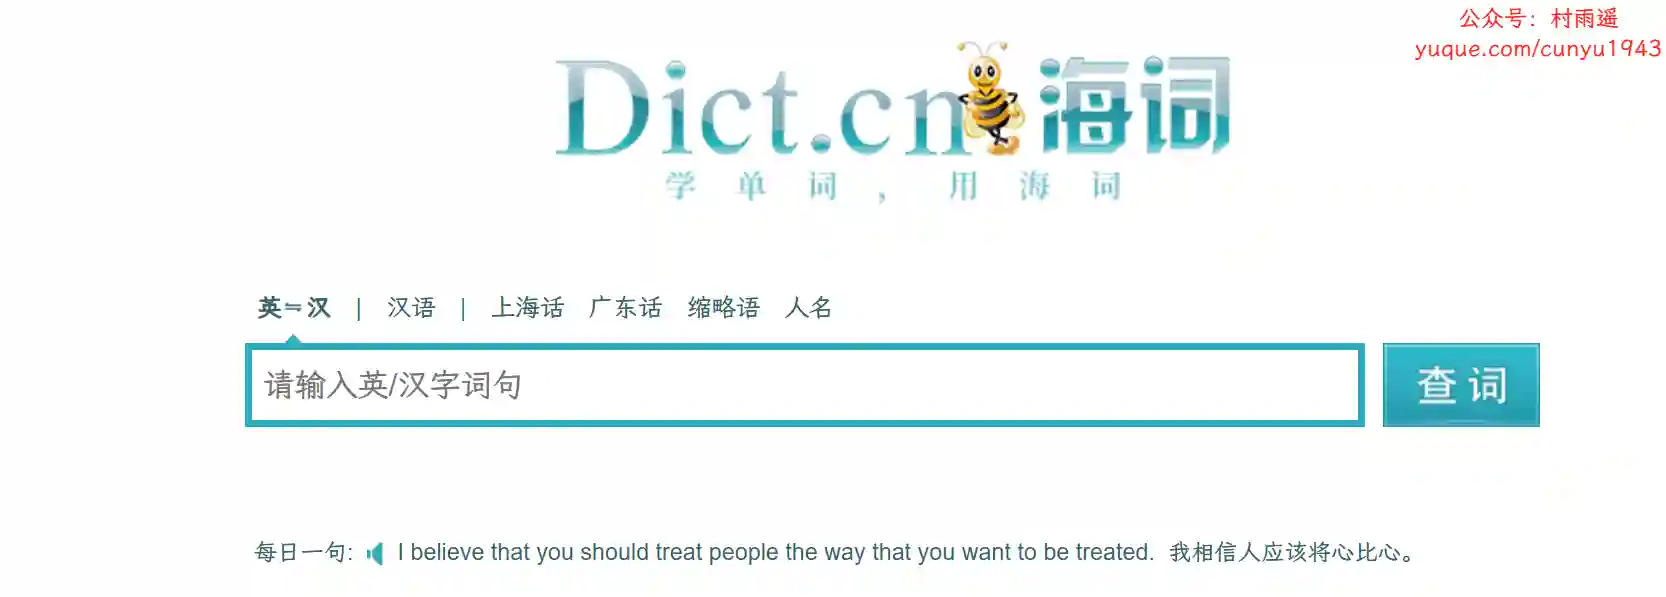 公众号：村雨遥
yuque.com/cunyu1943
Dict.cn 海词
学单词，用海词
英⇋汉 | 汉语 | 上海话 广东话 缩略语 人名
请输入英/汉字词句
查词
每日一句: I believe that you should treat people the way that you want to be treated. 我相信人应该将心比心。